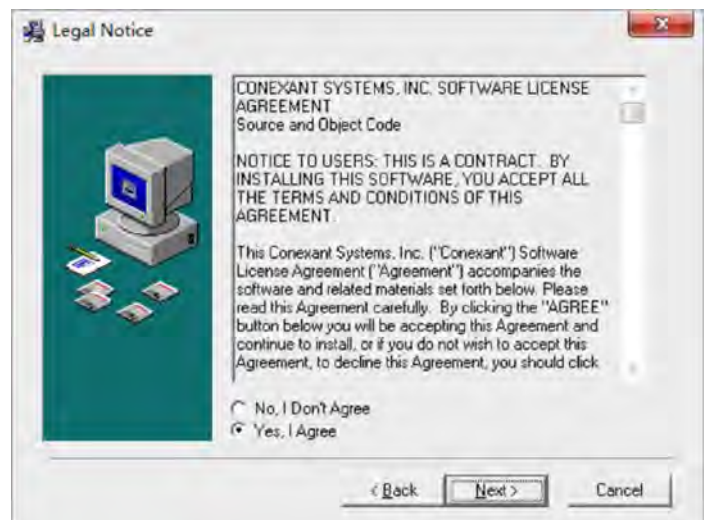 Legal Notice
CONEXANT SYSTEMS, INC. SOFTWARE LICENSE
AGREEMENT
Source and Object Code
NOTICE TO USERS: THIS IS A CONTRACT. BY
INSTALLING THIS SOFTWARE, YOU ACCEPT ALL
THE TERMS AND CONDITIONS OF THIS
AGREEMENT.
This Conexant Systems, Inc. ("Conexant") Software
License Agreement ("Agreement") accompanies the
software and related materials set forth below. Please
read this Agreement carefully. By clicking the "AGREE"
button below you will be accepting this Agreement and
continue to install, or if you do not wish to accept this
Agreement, to decline this Agreement, you should click
No, I Don't Agree
Yes, I Agree
< Back
Next >
Cancel